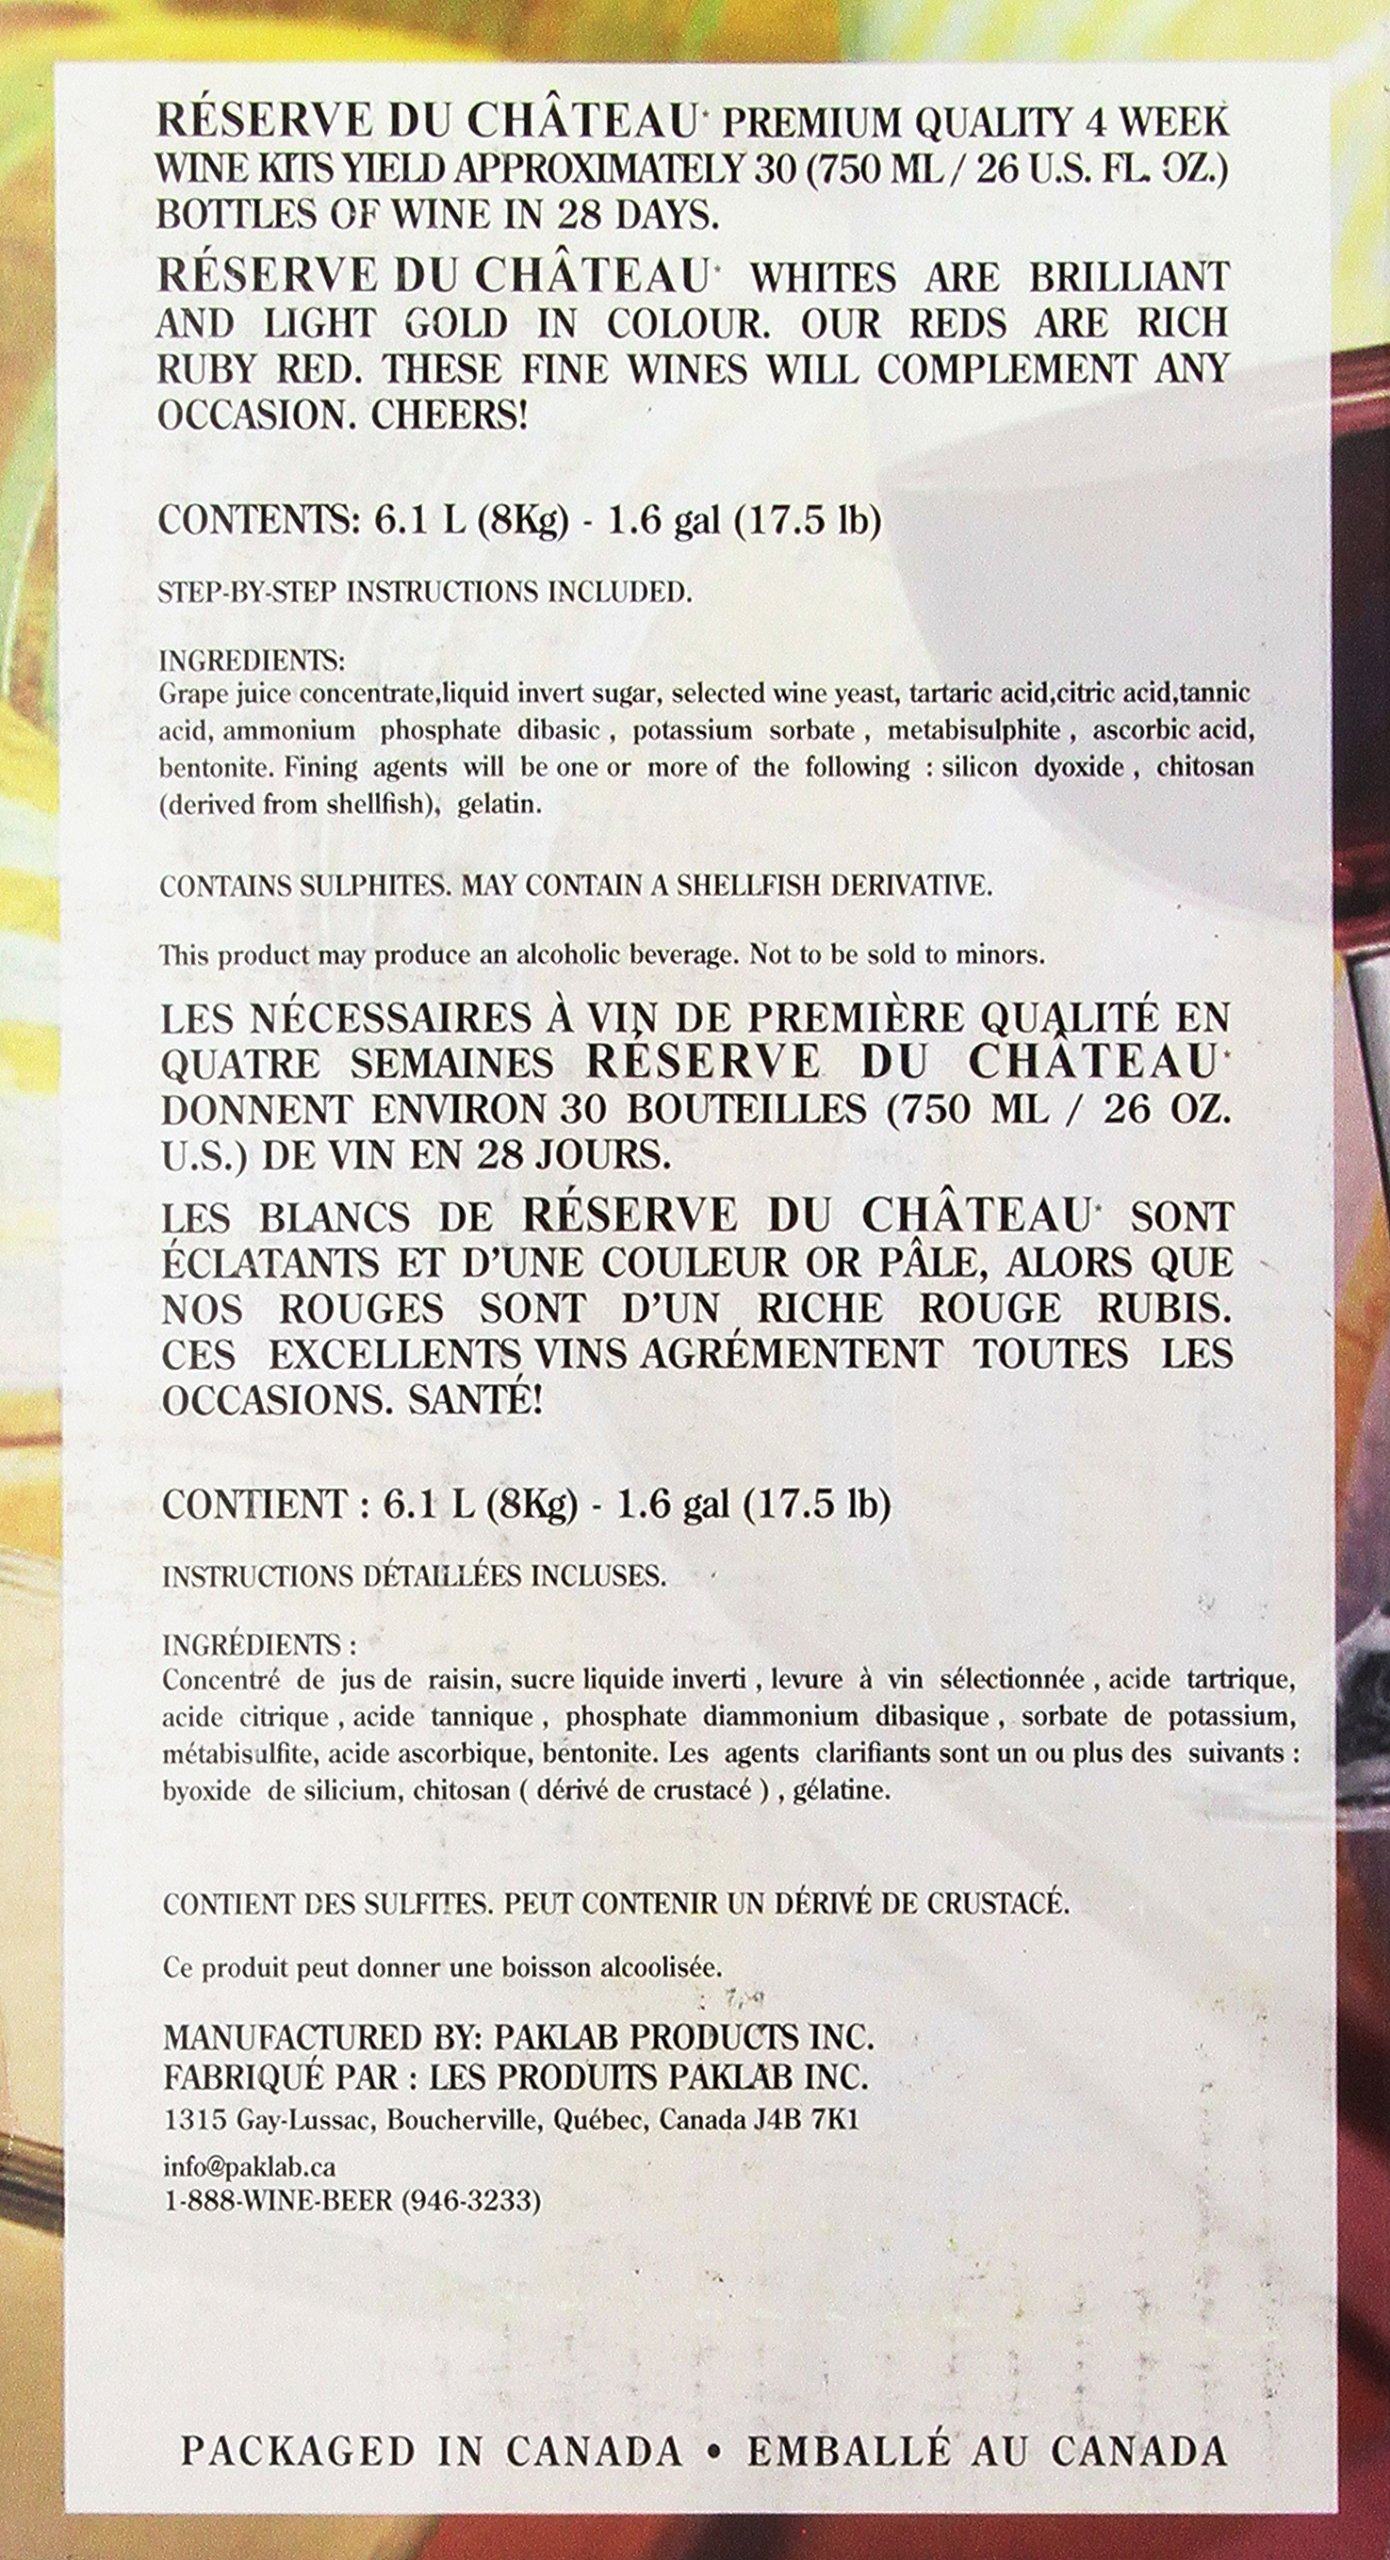 RÉSERVE DU CHÂTEAU* PREMIUM QUALITY 4 WEEK
WINE KITS YIELD APPROXIMATELY 30 (750 ML / 26 U.S. FL. OZ.)
BOTTLES OF WINE IN 28 DAYS.
RÉSERVE DU CHÂTEAU* WHITES ARE BRILLIANT
AND LIGHT GOLD IN COLOUR. OUR REDS ARE RICH
RUBY RED. THESE FINE WINES WILL COMPLEMENT ANY
OCCASION. CHEERS!
CONTENTS: 6.1 L (8Kg) - 1.6 gal (17.5 lb)
STEP-BY-STEP INSTRUCTIONS INCLUDED.
INGREDIENTS:
Grape juice concentrate,liquid invert sugar, selected wine yeast, tartaric acid,citric acid,tannic
acid, ammonium phosphate dibasic , potassium sorbate , metabisulphite , ascorbic acid,
bentonite. Fining agents will be one or more of the following : silicon dyoxide , chitosan
(derived from shellfish), gelatin.
CONTAINS SULPHITES. MAY CONTAIN A SHELLFISH DERIVATIVE.
This product may produce an alcoholic beverage. Not to be sold to minors.
LES NÉCESSAIRES À VIN DE PREMIÈRE QUALITÉ EN
QUATRE SEMAINES RÉSERVE DU CHÂTEAU*
DONNENT ENVIRON 30 BOUTEILLES (750 ML / 26 OZ.
U.S.) DE VIN EN 28 JOURS.
LES BLANCS DE RÉSERVE DU CHÂTEAU* SONT
ÉCLATANTS ET D'UNE COULEUR OR PÂLE, ALORS QUE
NOS ROUGES SONT D'UN RICHE ROUGE RUBIS.
CES EXCELLENTS VINS AGRÉMENTENT TOUTES LES
OCCASIONS. SANTÉ!
CONTIENT : 6.1 L (8Kg) - 1.6 gal (17.5 lb)
INSTRUCTIONS DÉTAILLÉES INCLUSES.
INGRÉDIENTS :
Concentré de jus de raisin, sucre liquide inverti , levure à vin sélectionnée , acide tartrique,
acide citrique , acide tannique , phosphate diammonium dibasique , sorbate de potassium,
métabisulfite, acide ascorbique, bentonite. Les agents clarifiants sont un ou plus des suivants :
byoxide de silicium, chitosan ( dérivé de crustacé ) , gélatine.
CONTIENT DES SULFITES. PEUT CONTENIR UN DÉRIVÉ DE CRUSTACÉ.
Ce produit peut donner une boisson alcoolisée.
MANUFACTURED BY: PAKLAB PRODUCTS INC.
FABRIQUÉ PAR : LES PRODUITS PAKLAB INC.
1315 Gay-Lussac, Boucherville, Québec, Canada J4B 7K1
info@paklab.ca
1-888-WINE-BEER (946-3233)
PACKAGED IN CANADA • EMBALLÉ AU CANADA